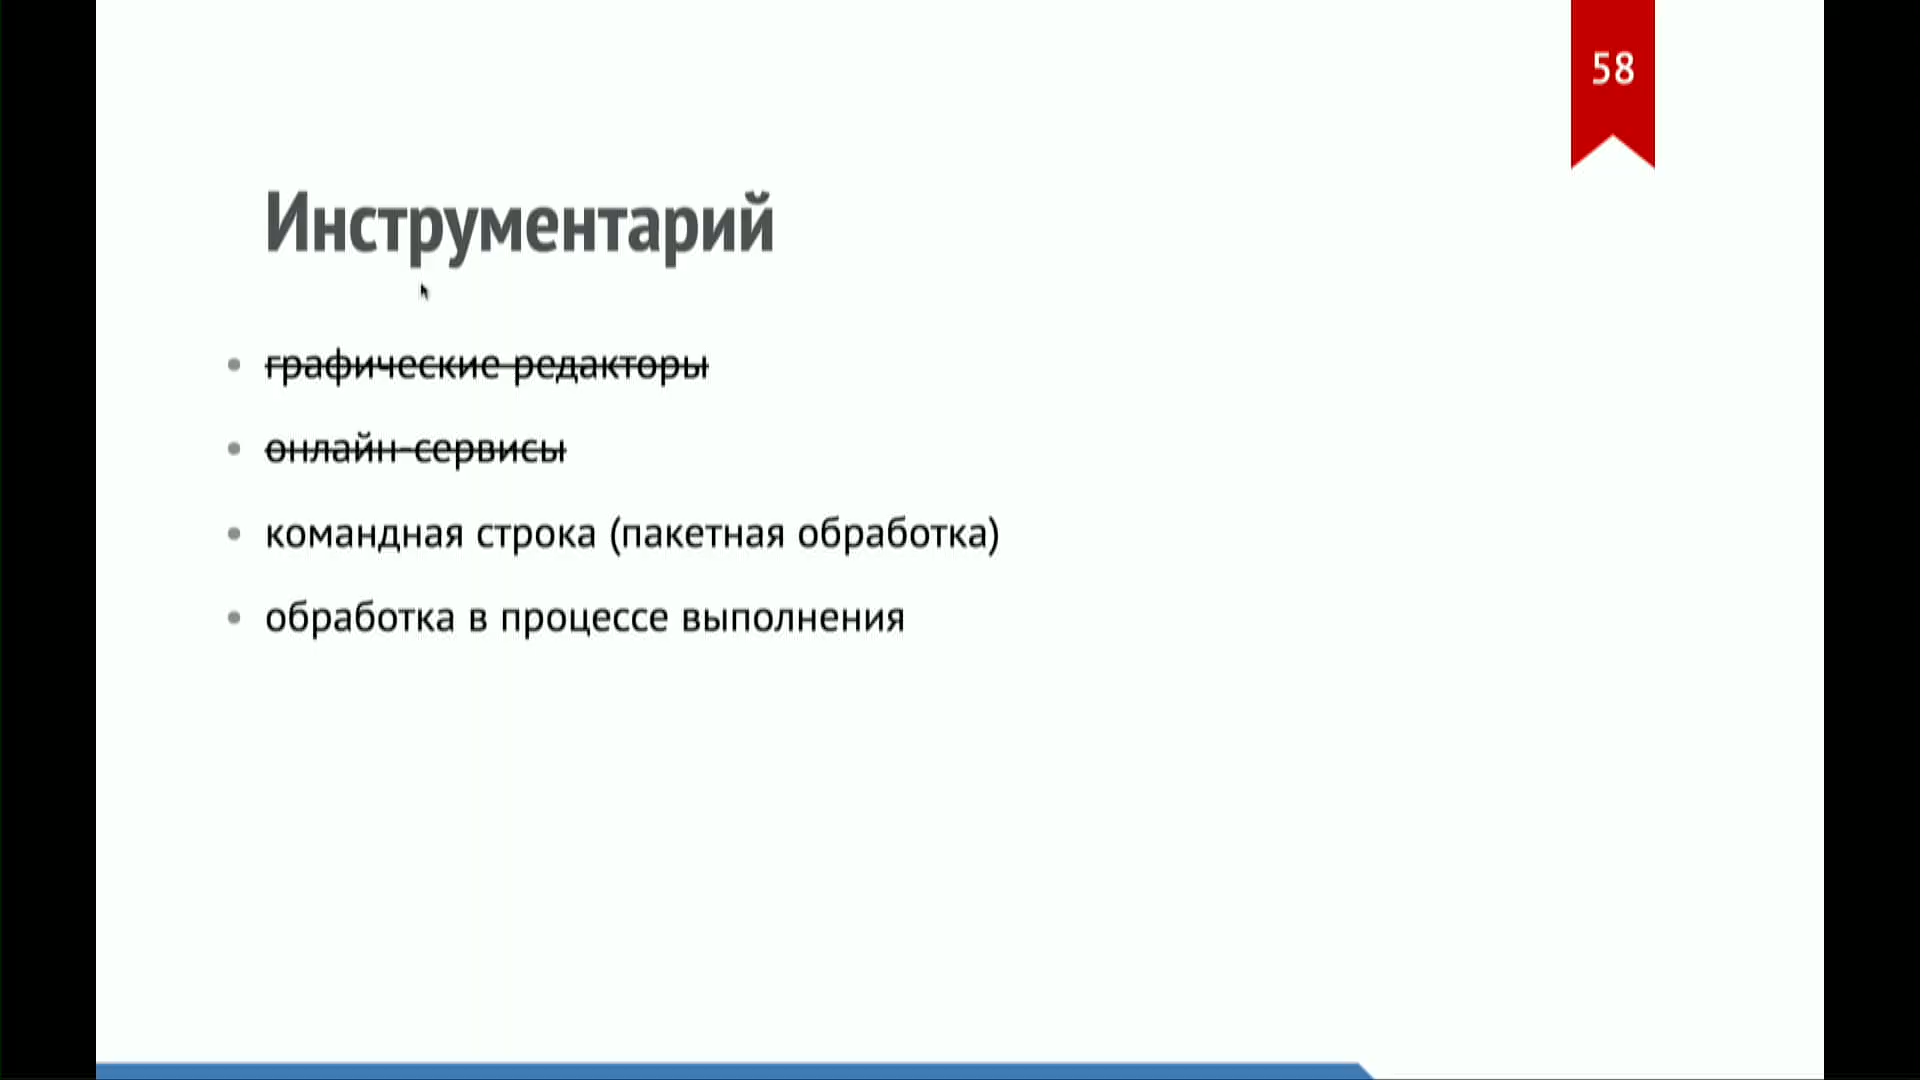 58
Инструментарий
графические редакторы
онлайн-сервисы
командная строка (пакетная обработка)
обработка в процессе выполнения